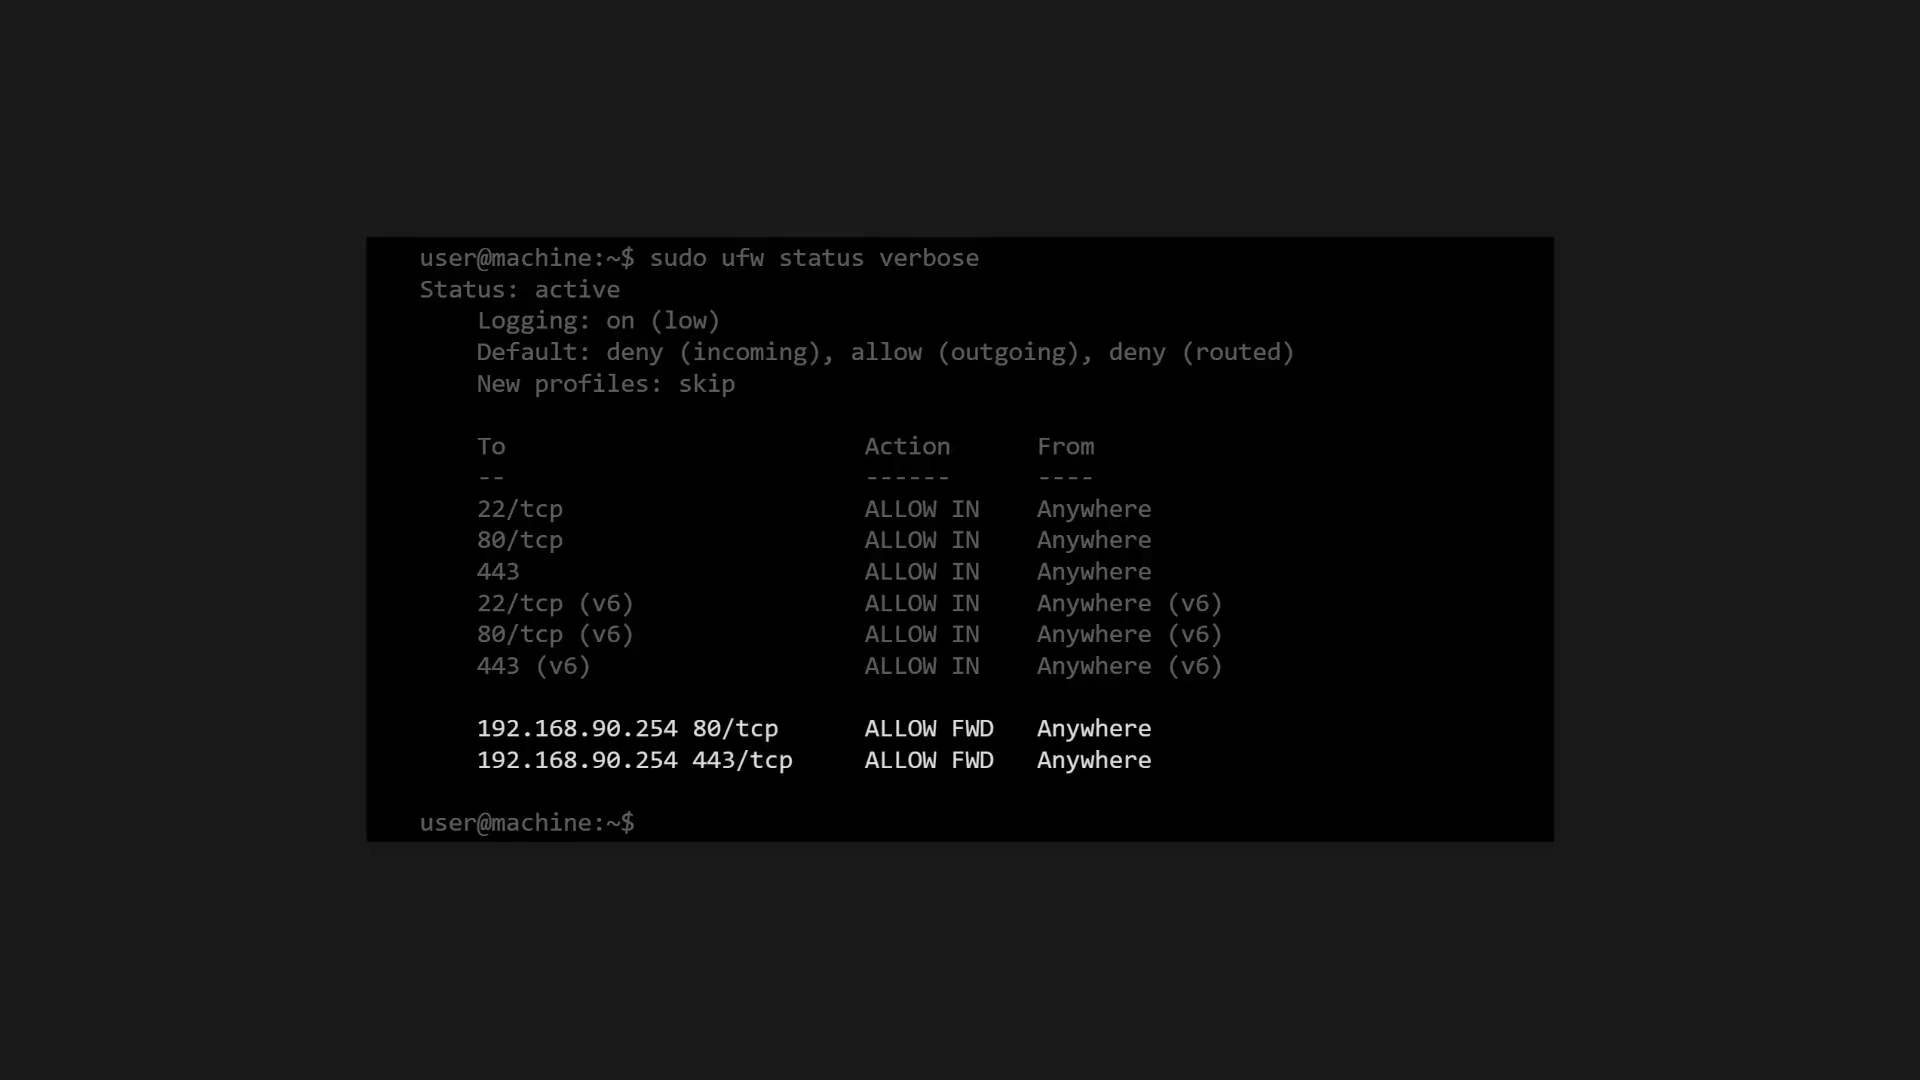 user@machine:~$ sudo ufw status verbose
Status: active
Logging: on (low)
Default: deny (incoming), allow (outgoing), deny (routed)
New profiles: skip
To Action From
-- ------ ----
22/tcp ALLOW IN Anywhere
80/tcp ALLOW IN Anywhere
443 ALLOW IN Anywhere
22/tcp (v6) ALLOW IN Anywhere (v6)
80/tcp (v6) ALLOW IN Anywhere (v6)
443 (v6) ALLOW IN Anywhere (v6)
192.168.90.254 80/tcp ALLOW FWD Anywhere
192.168.90.254 443/tcp ALLOW FWD Anywhere
user@machine:~$